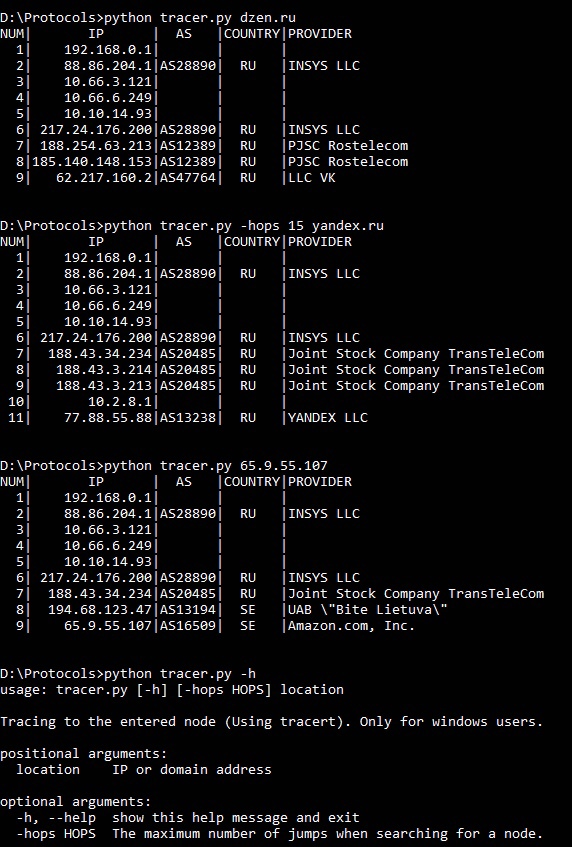 D:\Protocols>python tracer.py dzen.ru
NUM|       IP      |  AS   |COUNTRY|PROVIDER
  1|    192.168.0.1|       |       |
  2|    88.86.204.1|AS28890|  RU   |INSYS LLC
  3|    10.66.3.121|       |       |
  4|    10.66.6.249|       |       |
  5|    10.10.14.93|       |       |
  6| 217.24.176.200|AS28890|  RU   |INSYS LLC
  7| 188.254.63.213|AS12389|  RU   |PJSC Rostelecom
  8|185.140.148.153|AS12389|  RU   |PJSC Rostelecom
  9|   62.217.160.2|AS47764|  RU   |LLC VK
D:\Protocols>python tracer.py -hops 15 yandex.ru
NUM|       IP      |  AS   |COUNTRY|PROVIDER
  1|    192.168.0.1|       |       |
  2|    88.86.204.1|AS28890|  RU   |INSYS LLC
  3|    10.66.3.121|       |       |
  4|    10.66.6.249|       |       |
  5|    10.10.14.93|       |       |
  6| 217.24.176.200|AS28890|  RU   |INSYS LLC
  7|  188.43.34.234|AS20485|  RU   |Joint Stock Company TransTeleCom
  8|   188.43.3.214|AS20485|  RU   |Joint Stock Company TransTeleCom
  9|   188.43.3.213|AS20485|  RU   |Joint Stock Company TransTeleCom
 10|       10.2.8.1|       |       |
 11|    77.88.55.88|AS13238|  RU   |YANDEX LLC
D:\Protocols>python tracer.py 65.9.55.107
NUM|       IP      |  AS   |COUNTRY|PROVIDER
  1|    192.168.0.1|       |       |
  2|    88.86.204.1|AS28890|  RU   |INSYS LLC
  3|    10.66.3.121|       |       |
  4|    10.66.6.249|       |       |
  5|    10.10.14.93|       |       |
  6| 217.24.176.200|AS28890|  RU   |INSYS LLC
  7|  188.43.34.234|AS20485|  RU   |Joint Stock Company TransTeleCom
  8|  194.68.123.47|AS13194|  SE   |UAB \"Bite Lietuva\"
  9|    65.9.55.107|AS16509|  SE   |Amazon.com, Inc.
D:\Protocols>python tracer.py -h
usage: tracer.py [-h] [-hops HOPS] location
Tracing to the entered node (Using tracert). Only for windows users.
positional arguments:
  location    IP or domain address
optional arguments:
  -h, --help  show this help message and exit
  -hops HOPS  The maximum number of jumps when searching for a node.